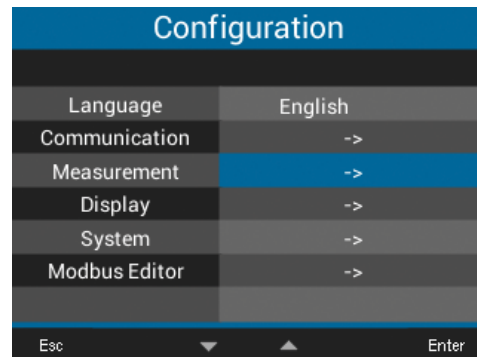 Configuration
Language English
Communication ->
Measurement ->
Display ->
System ->
Modbus Editor ->
Esc Enter